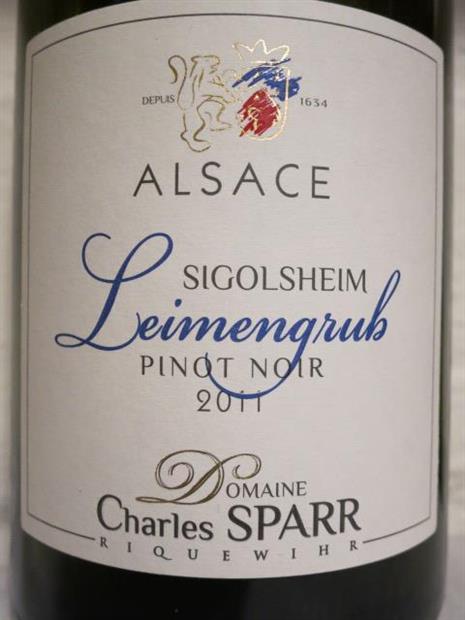 DEPUIS 1634
ALSACE
SIGOLSHEIM
Leimengrub
PINOT NOIR
2011
DOMAINE
Charles SPARR
RIQUEWIHR